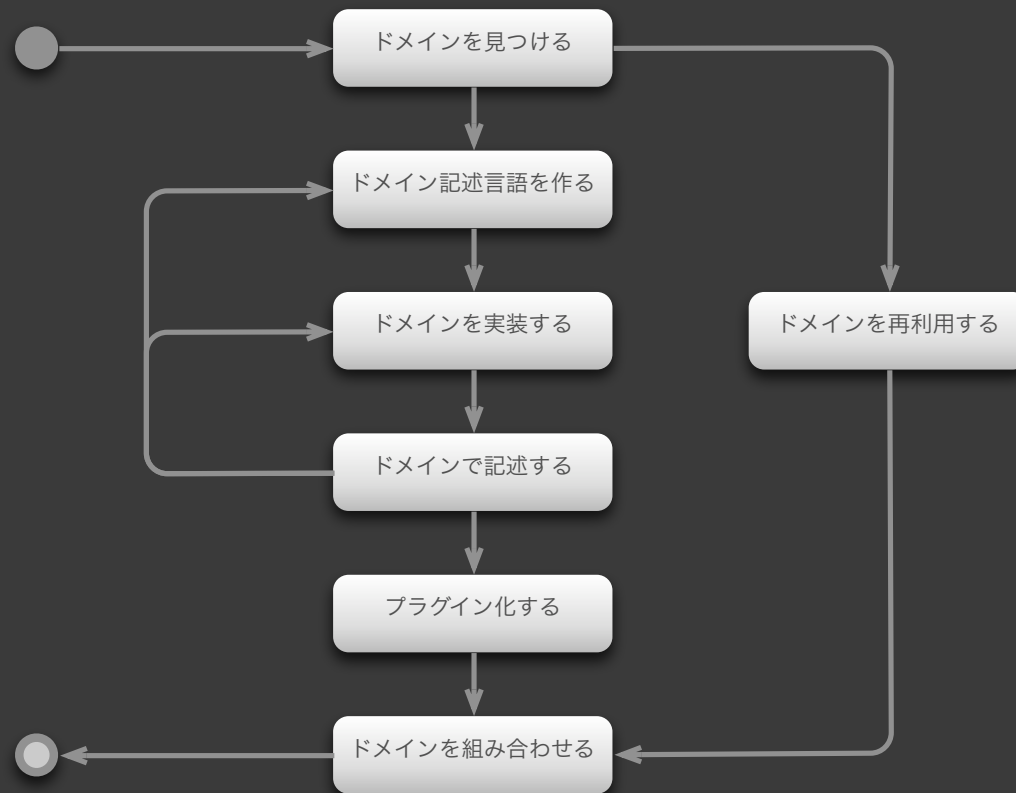 ドメインを見つける
ドメイン記述言語を作る
ドメインを実装する
ドメインを再利用する
ドメインで記述する
プラグイン化する
ドメインを組み合わせる